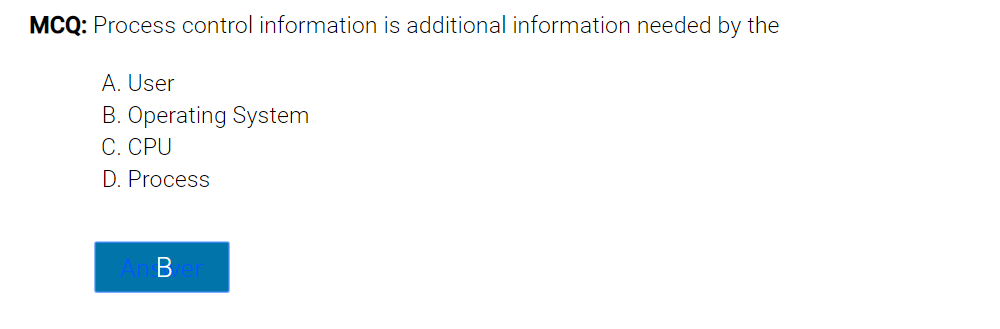 MCQ: Process control information is additional information needed by the
A. User
B. Operating System
C. CPU
D. Process
Answer
B